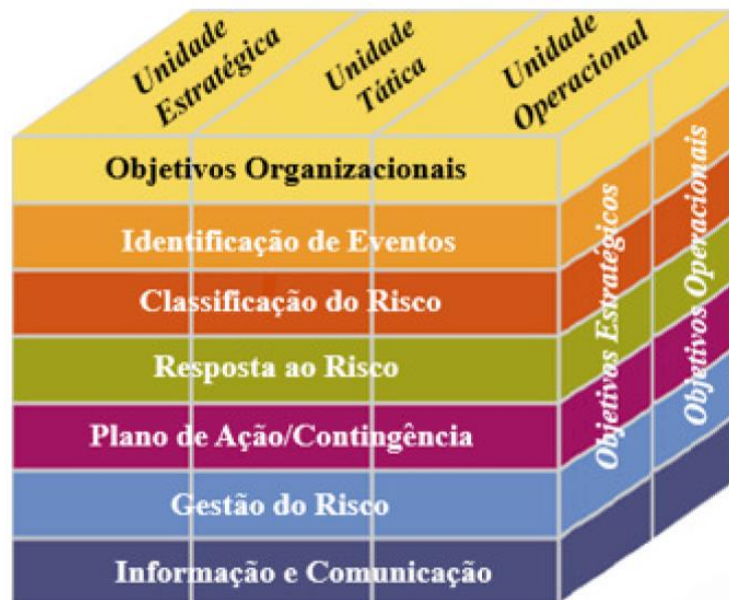 Unidade
Estratégica
Unidade
Tática
Unidade
Operacional
Objetivos Organizacionais
Identificação de Eventos
Classificação do Risco
Resposta ao Risco
Plano de Ação/Contingência
Gestão do Risco
Informação e Comunicação
Objetivos Estratégicos
Objetivos Operacionais